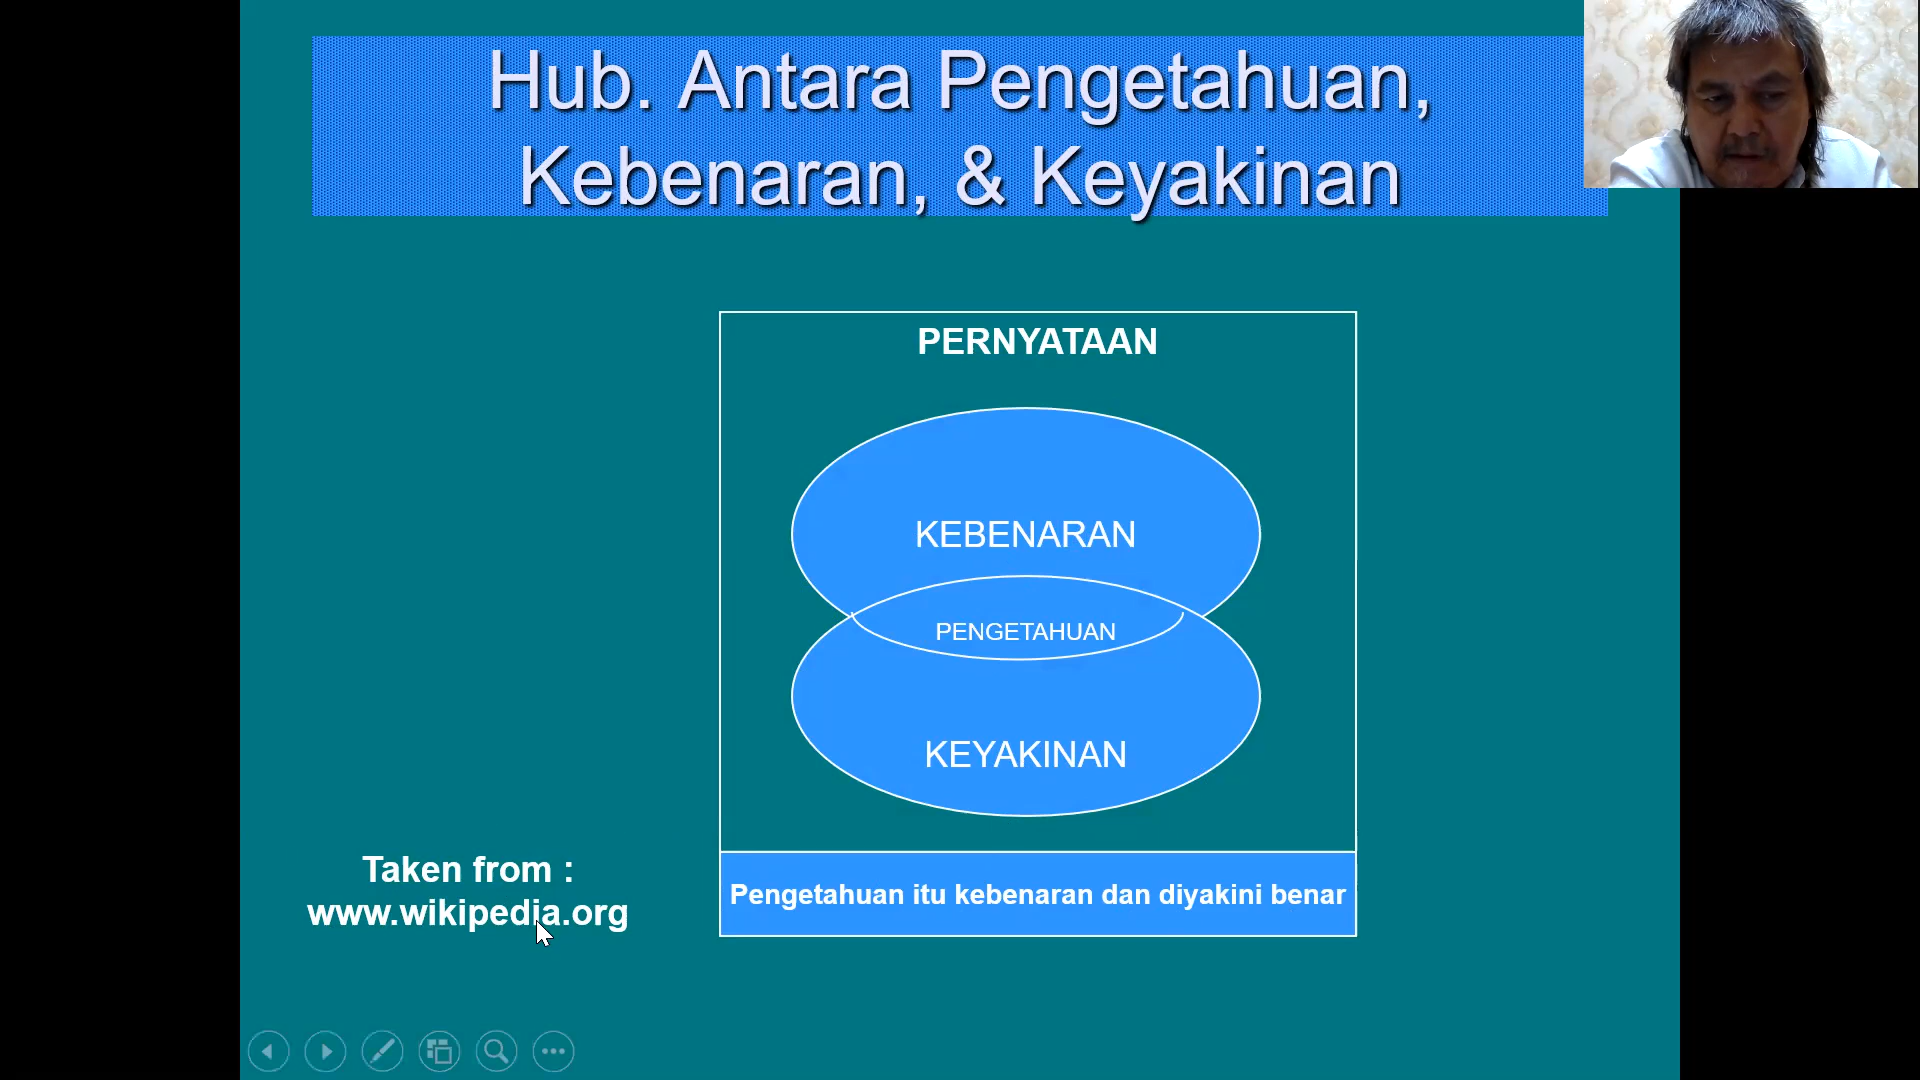 Hub. Antara Pengetahuan,
Kebenaran, & Keyakinan
PERNYATAAN
KEBENARAN
PENGETAHUAN
KEYAKINAN
Pengetahuan itu kebenaran dan diyakini benar
Taken from :
www.wikipedia.org